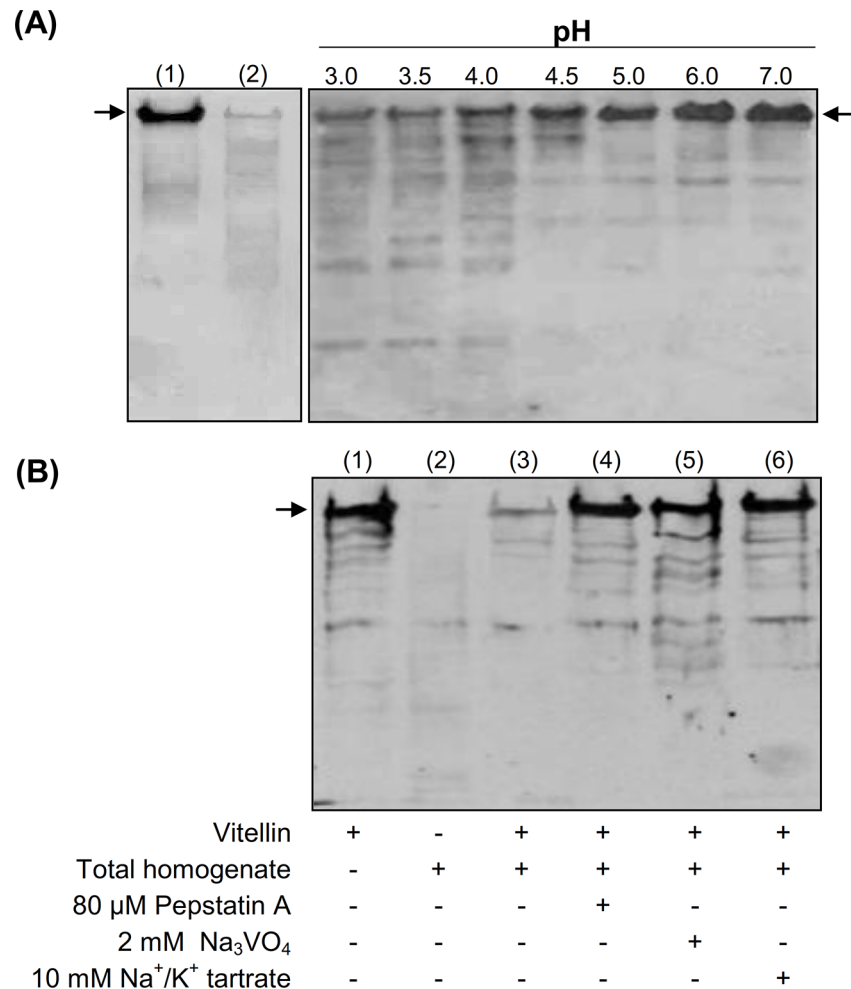 (A)
pH
(1) (2) 3.0 3.5 4.0 4.5 5.0 6.0 7.0
(B)
(1) (2) (3) (4) (5) (6)
Vitellin + - + + + +
Total homogenate - + + + + +
80 μM Pepstatin A - - - + - -
2 mM Na₃VO₄ - - - - + -
10 mM Na⁺/K⁺ tartrate - - - - - +